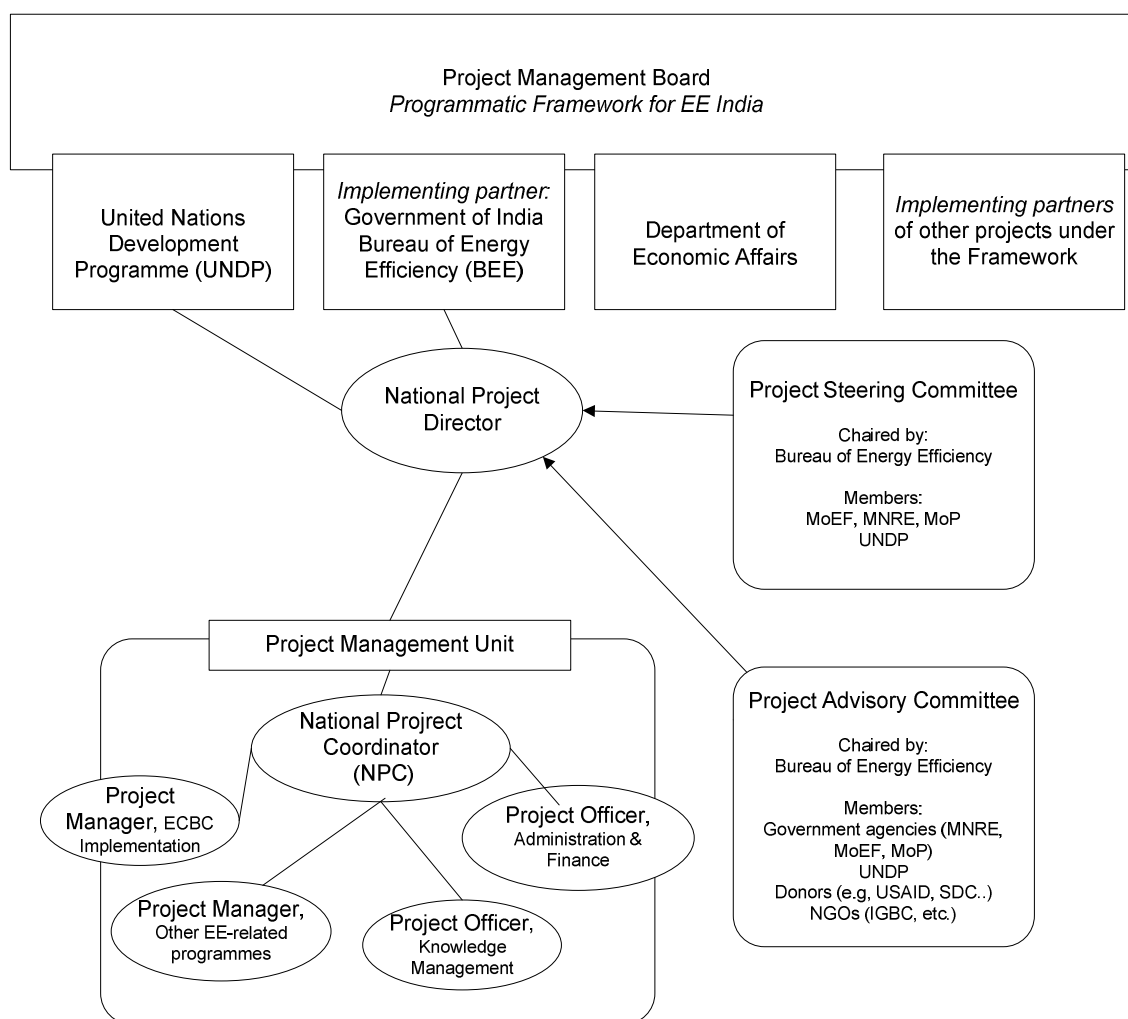 Project Management Board
Programmatic Framework for EE India
United Nations
Development
Programme (UNDP)
Implementing partner:
Government of India
Bureau of Energy
Efficiency (BEE)
Department of
Economic Affairs
Implementing partners
of other projects under
the Framework
National Project
Director
Project Steering Committee
Chaired by:
Bureau of Energy Efficiency
Members:
MoEF, MNRE, MoP
UNDP
Project Management Unit
National Projrect
Coordinator
(NPC)
Project
Manager, ECBC
Implementation
Project Officer,
Administration &
Finance
Project Manager,
Other EE-related
programmes
Project Officer,
Knowledge
Management
Project Advisory Committee
Chaired by:
Bureau of Energy Efficiency
Members:
Government agencies (MNRE,
MoEF, MoP)
UNDP
Donors (e.g, USAID, SDC..)
NGOs (IGBC, etc.)